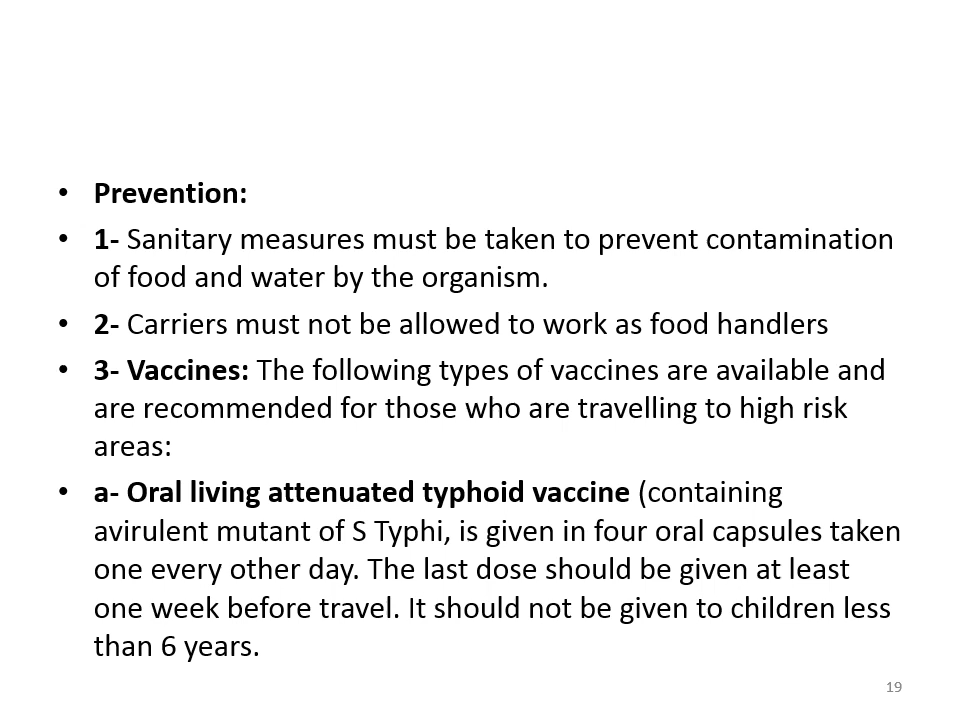 • Prevention:
• 1- Sanitary measures must be taken to prevent contamination
of food and water by the organism.
• 2- Carriers must not be allowed to work as food handlers
• 3- Vaccines: The following types of vaccines are available and
are recommended for those who are travelling to high risk
areas:
• a- Oral living attenuated typhoid vaccine (containing
avirulent mutant of S Typhi, is given in four oral capsules taken
one every other day. The last dose should be given at least
one week before travel. It should not be given to children less
than 6 years.
19